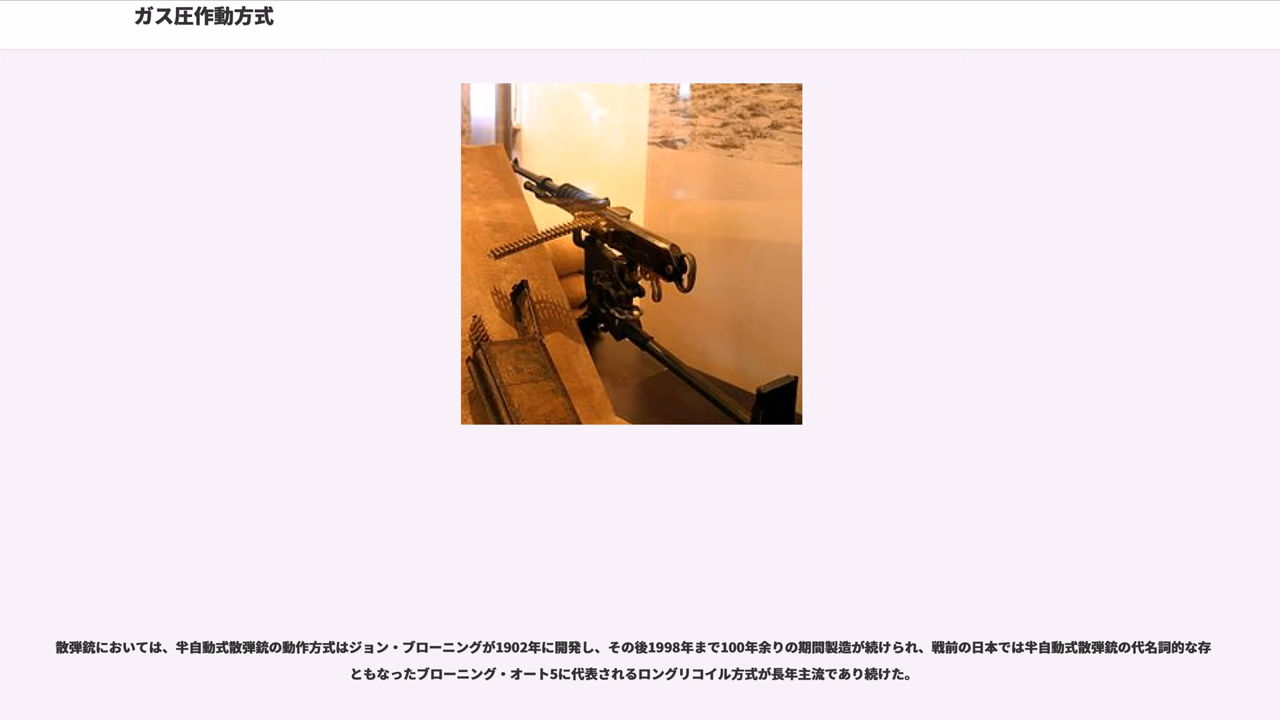 ガス圧作動方式
散弾銃においては、半自動式散弾銃の動作方式はジョン・ブローニングが1902年に開発し、その後1998年まで100年余りの期間製造が続けられ、戦前の日本では半自動式散弾銃の代名詞的な存
ともなったブローニング・オート5に代表されるロングリコイル方式が長年主流であり続けた。